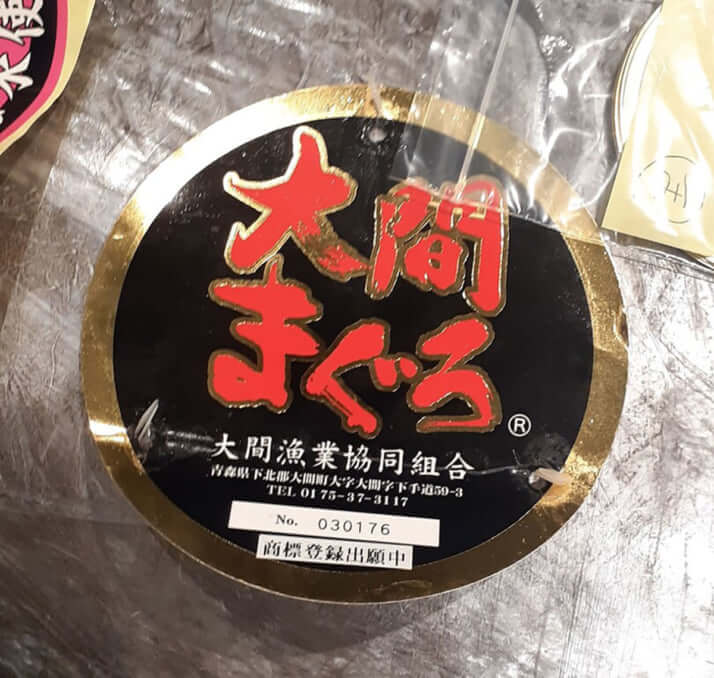 大間
まぐろ®
大間漁業協同組合
青森県下北郡大間町大字大間字下手道59-3
TEL 0175-37-3117
No. 030176
商標登録出願中